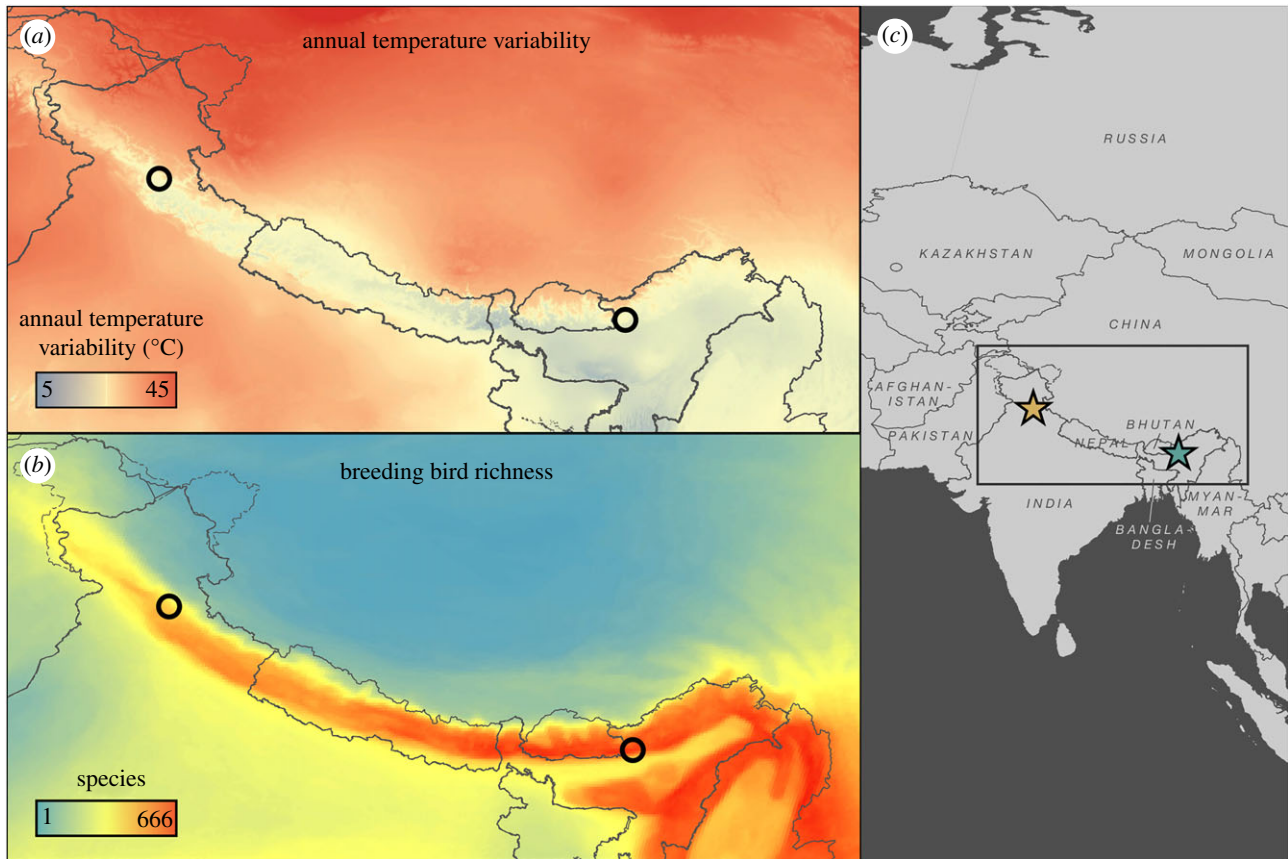 (a)
annual temperature variability
annaul temperature
variability (°C)
5 45
(b)
breeding bird richness
species
1 666
(c)
RUSSIA
KAZAKHSTAN
MONGOLIA
CHINA
AFGHAN-
ISTAN
PAKISTAN
BHUTAN
NEPAL
INDIA
MYAN-
MAR
BANGLA-
DESH